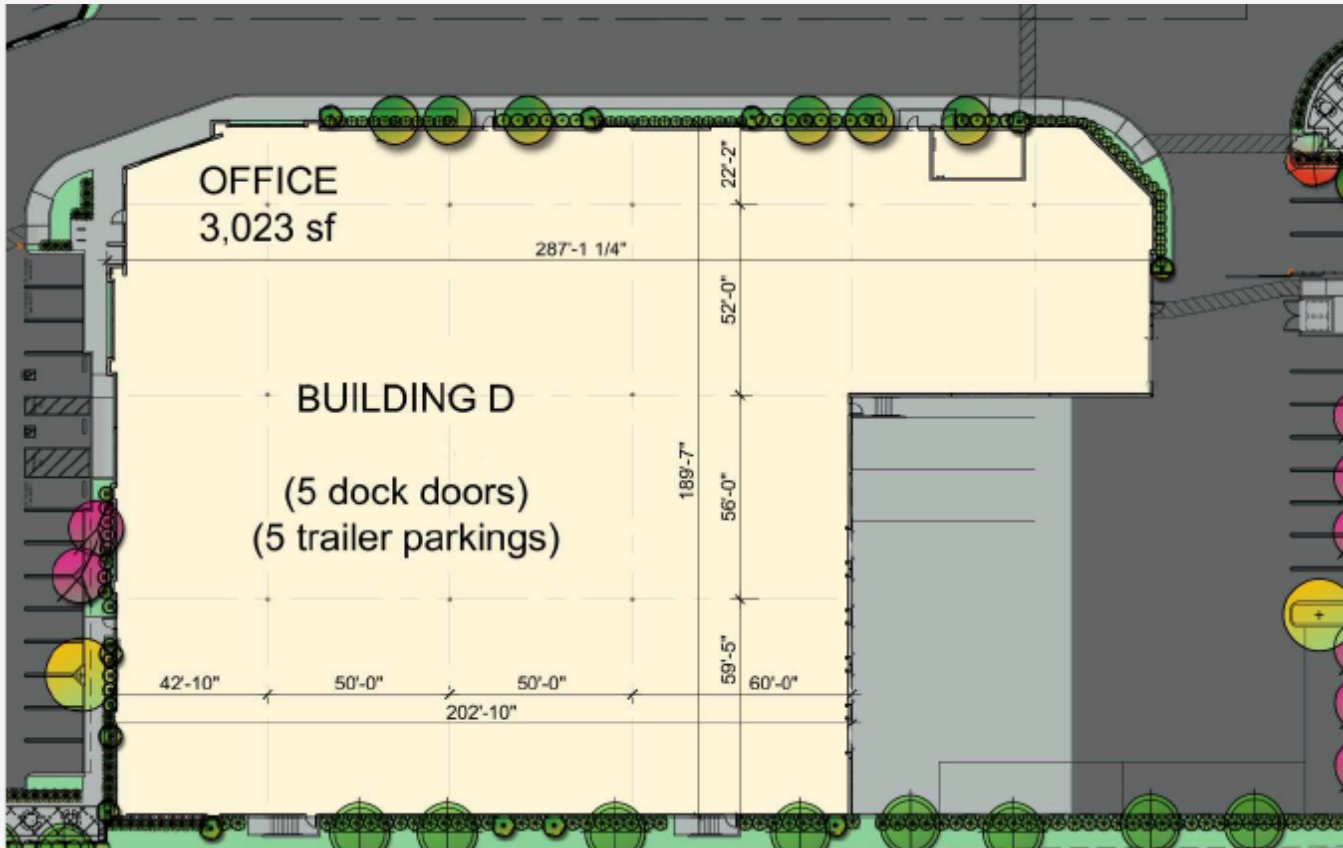 OFFICE
3,023 sf
22'-2"
287'-1 1/4"
52'-0"
BUILDING D
189'-7"
56'-0"
(5 dock doors)
(5 trailer parkings)
59'-5"
42'-10"
50'-0"
50'-0"
60'-0"
202'-10"